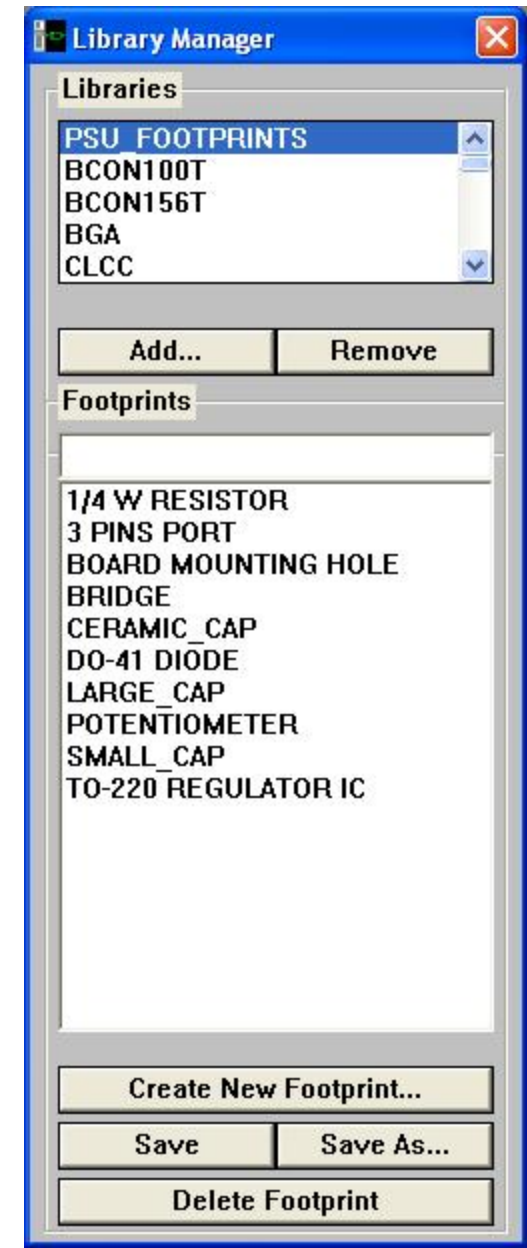 Library Manager
Libraries
PSU_FOOTPRINTS
BCON100T
BCON156T
BGA
CLCC
Add... Remove
Footprints
1/4 W RESISTOR
3 PINS PORT
BOARD MOUNTING HOLE
BRIDGE
CERAMIC_CAP
DO-41 DIODE
LARGE_CAP
POTENTIOMETER
SMALL_CAP
TO-220 REGULATOR IC
Create New Footprint...
Save Save As...
Delete Footprint